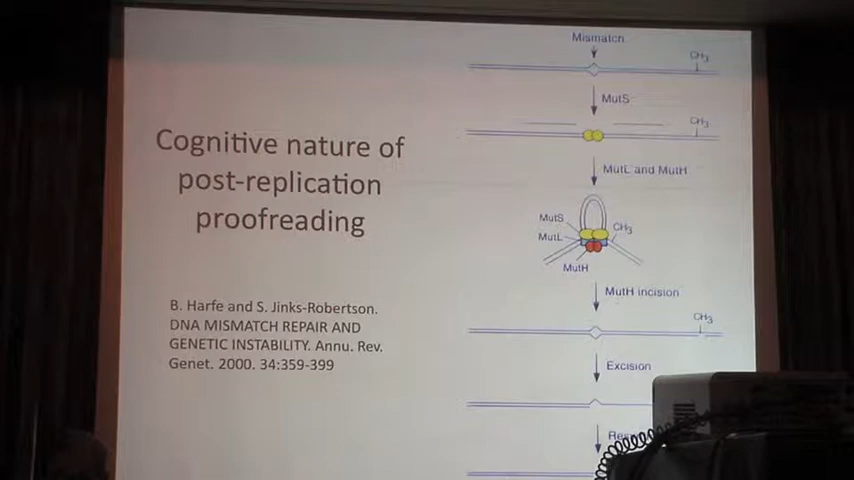 Cognitive nature of
post-replication
proofreading
B. Harfe and S. Jinks-Robertson.
DNA MISMATCH REPAIR AND
GENETIC INSTABILITY. Annu. Rev.
Genet. 2000. 34:359-399
Mismatch
CH3
MutS
CH3
MutL and MutH
MutS
CH3
MutL
MutH
MutH incision
CH3
Excision